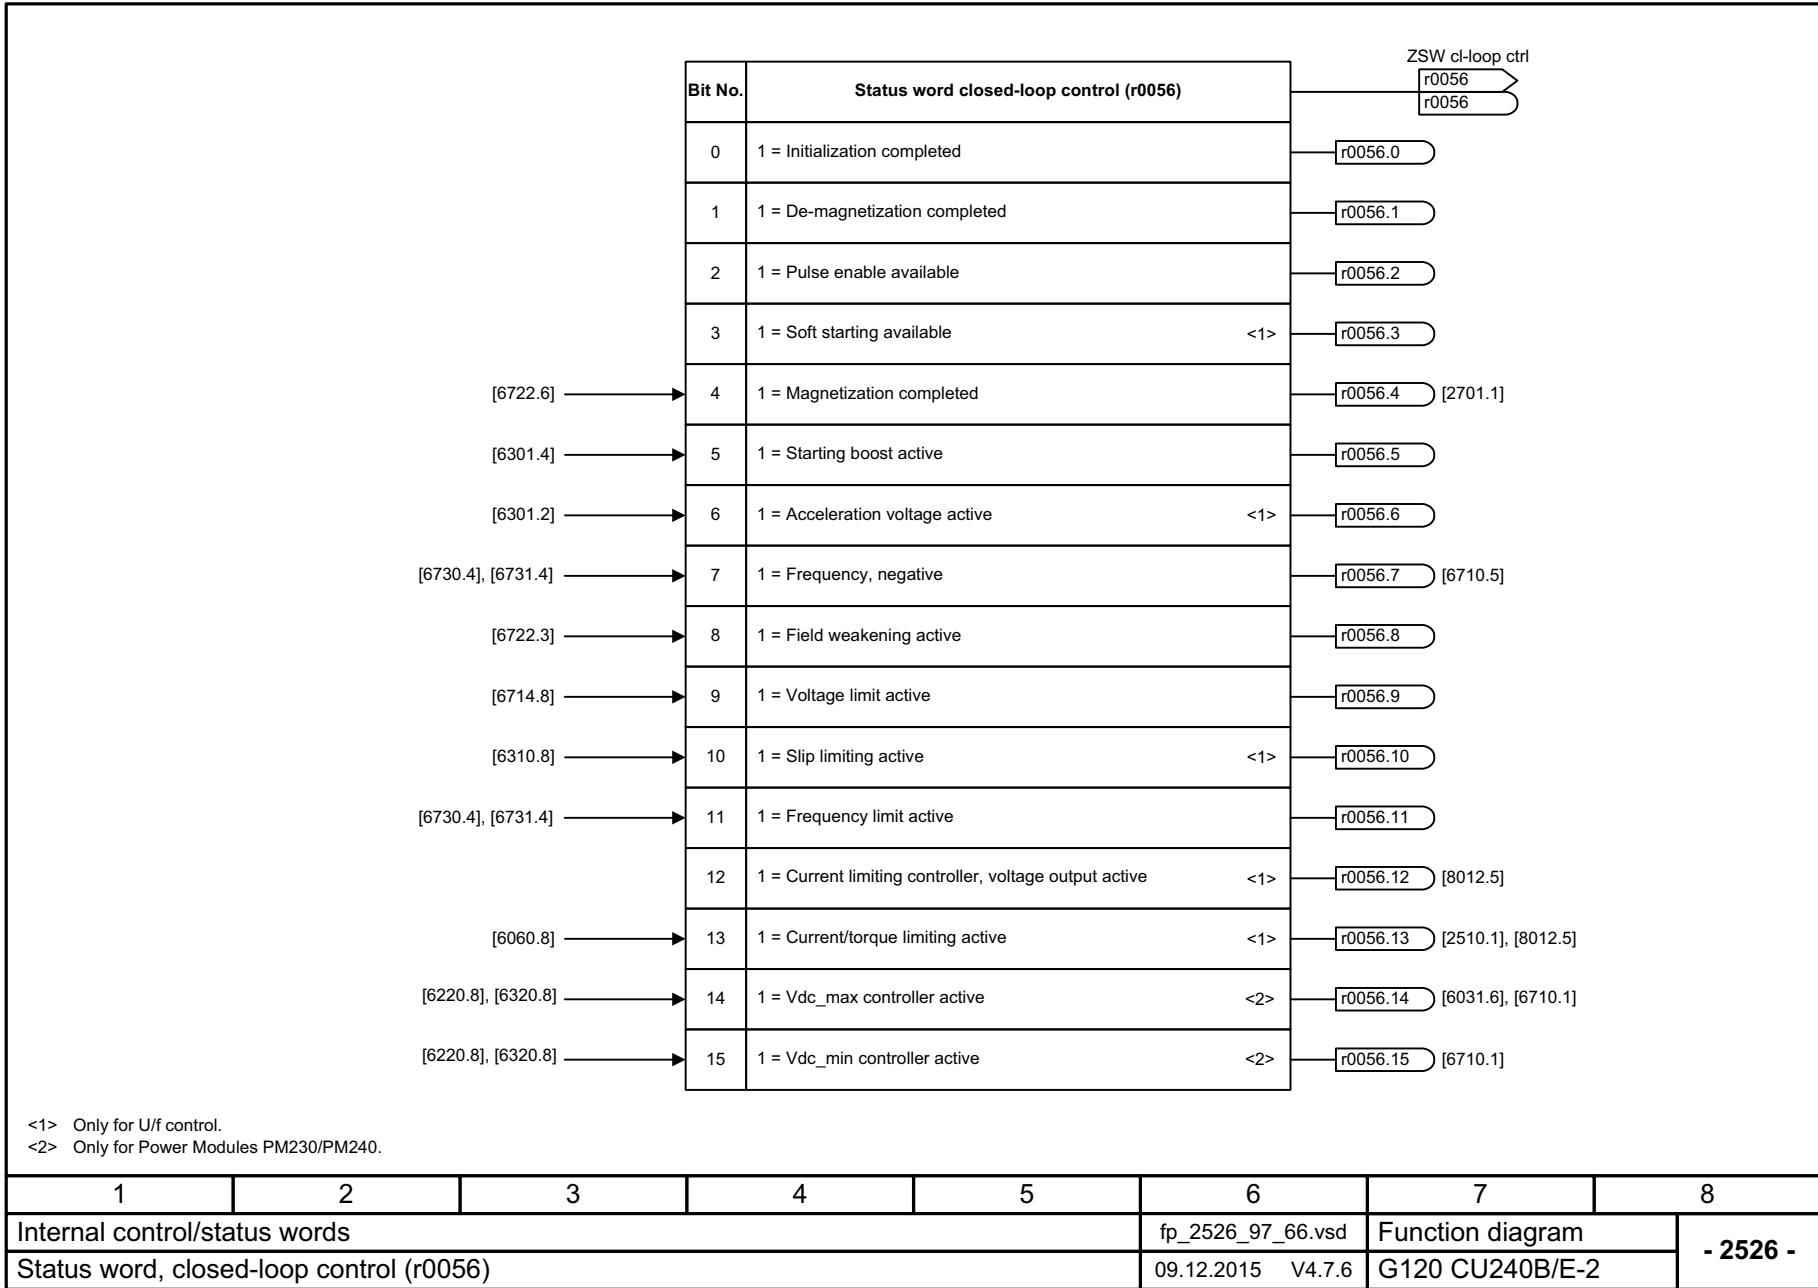 ZSW cl-loop ctrl
Bit No. Status word closed-loop control (r0056) r0056
r0056
0 1 = Initialization completed r0056.0
1 1 = De-magnetization completed r0056.1
2 1 = Pulse enable available r0056.2
3 1 = Soft starting available <1> r0056.3
[6722.6] 4 1 = Magnetization completed r0056.4 [2701.1]
[6301.4] 5 1 = Starting boost active r0056.5
[6301.2] 6 1 = Acceleration voltage active <1> r0056.6
[6730.4], [6731.4] 7 1 = Frequency, negative r0056.7 [6710.5]
[6722.3] 8 1 = Field weakening active r0056.8
[6714.8] 9 1 = Voltage limit active r0056.9
[6310.8] 10 1 = Slip limiting active <1> r0056.10
[6730.4], [6731.4] 11 1 = Frequency limit active r0056.11
12 1 = Current limiting controller, voltage output active <1> r0056.12 [8012.5]
[6060.8] 13 1 = Current/torque limiting active <1> r0056.13 [2510.1], [8012.5]
[6220.8], [6320.8] 14 1 = Vdc_max controller active <2> r0056.14 [6031.6], [6710.1]
[6220.8], [6320.8] 15 1 = Vdc_min controller active <2> r0056.15 [6710.1]
<1> Only for U/f control.
<2> Only for Power Modules PM230/PM240.
1 2 3 4 5 6 7 8
Internal control/status words fp_2526_97_66.vsd Function diagram - 2526 -
Status word, closed-loop control (r0056) 09.12.2015 V4.7.6 G120 CU240B/E-2